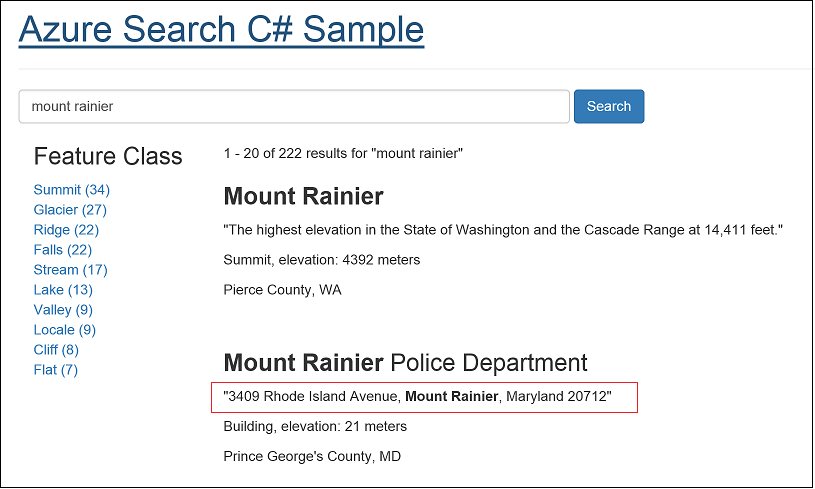 Azure Search C# Sample
mount rainier
Search
Feature Class
Summit (34)
Glacier (27)
Ridge (22)
Falls (22)
Stream (17)
Lake (13)
Valley (9)
Locale (9)
Cliff (8)
Flat (7)
1 - 20 of 222 results for "mount rainier"
Mount Rainier
"The highest elevation in the State of Washington and the Cascade Range at 14,411 feet."
Summit, elevation: 4392 meters
Pierce County, WA
Mount Rainier Police Department
"3409 Rhode Island Avenue, Mount Rainier, Maryland 20712"
Building, elevation: 21 meters
Prince George's County, MD